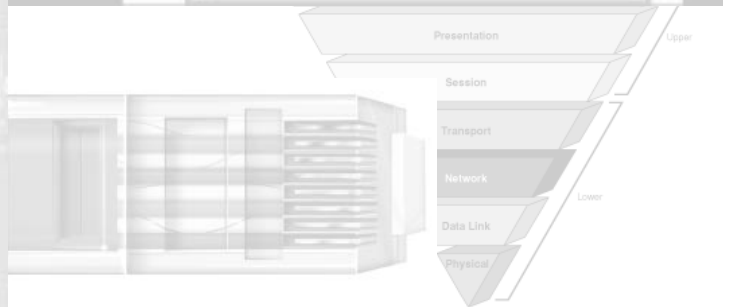 Presentation
Upper
Session
Transport
Network
Lower
Data Link
Physical